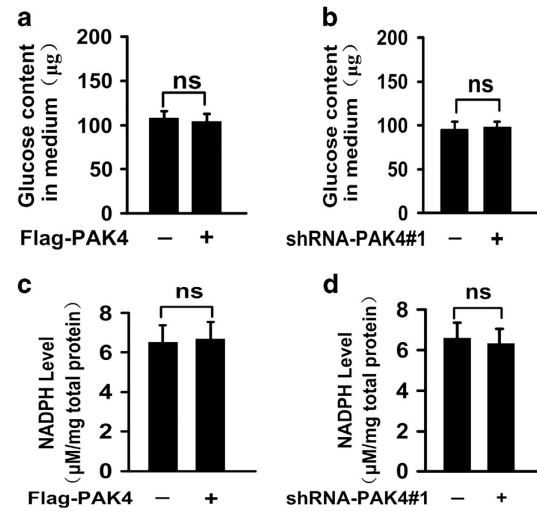 a
Glucose content
in medium（μg）
200
150
100
50
0
ns
Flag-PAK4 – +
b
Glucose content
in medium（μg）
200
150
100
50
0
ns
shRNA-PAK4#1 – +
c
NADPH Level
（μM/mg total protein）
8
6
4
2
0
ns
Flag-PAK4 – +
d
NADPH Level
（μM/mg total protein）
8
6
4
2
0
ns
shRNA-PAK4#1 – +